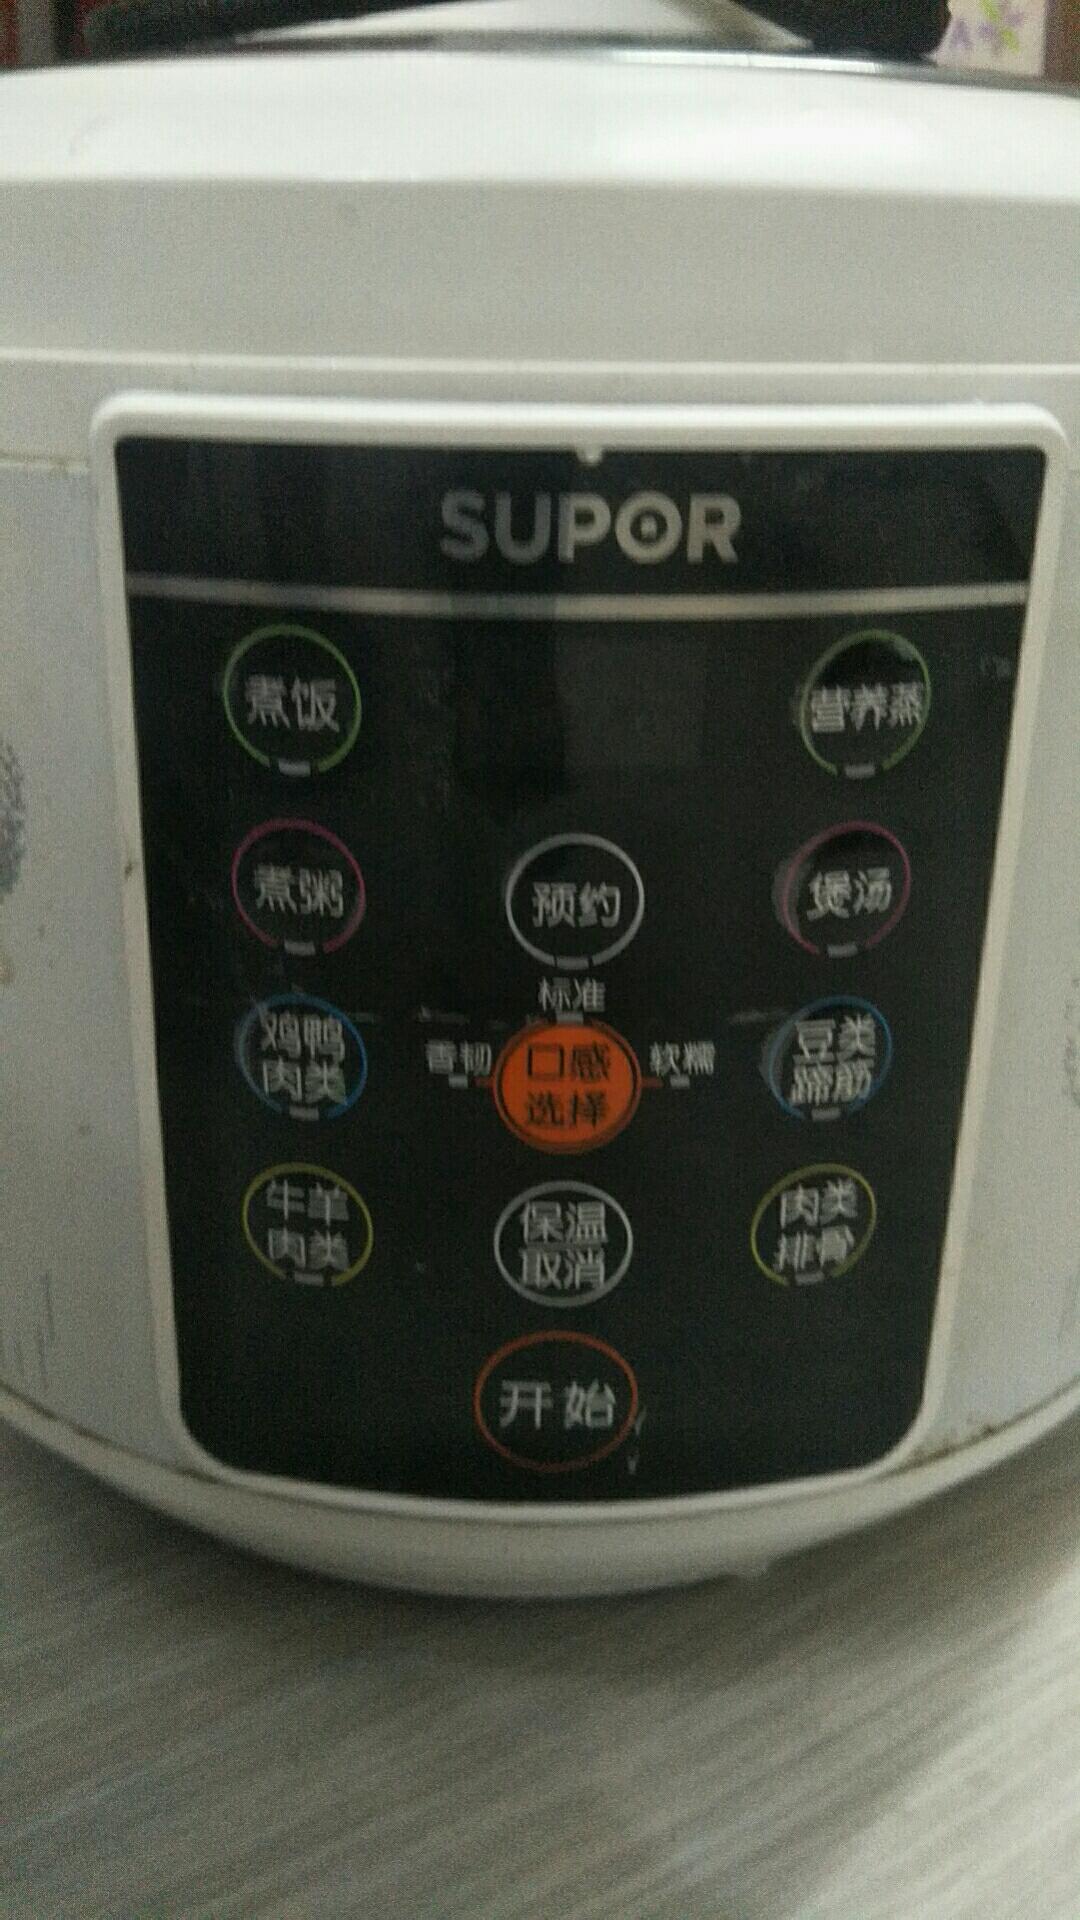 SUPOR
煮饭
营养蒸
煮粥
预约
煲汤
标准
鸡鸭
肉类
香韧
口感
选择
软糯
豆类
蹄筋
牛羊
肉类
保温
取消
肉类
排骨
开始